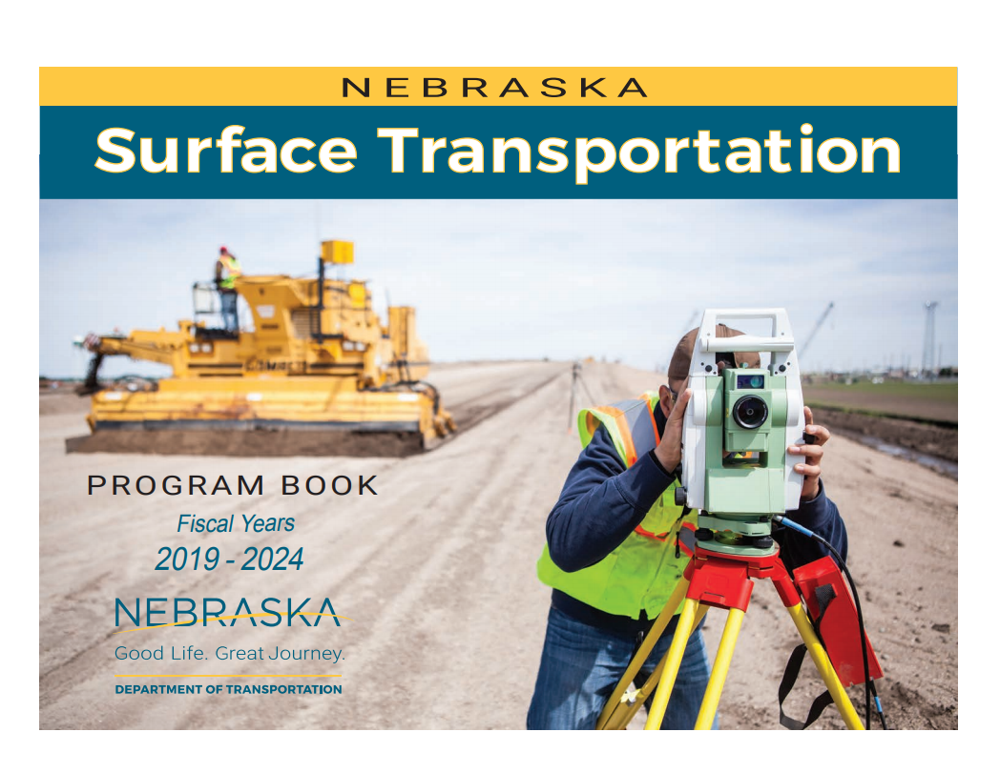 NEBRASKA
Surface Transportation
PROGRAM BOOK
Fiscal Years
2019 - 2024
NEBRASKA
Good Life. Great Journey.
DEPARTMENT OF TRANSPORTATION